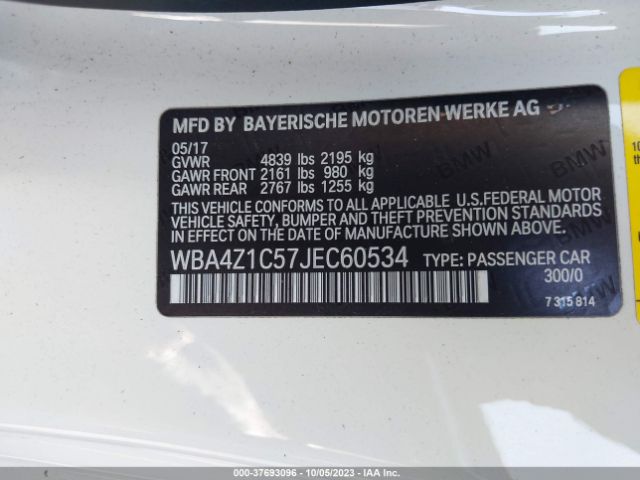 MFD BY BAYERISCHE MOTOREN WERKE AG
05/17
GVWR 4839 lbs 2195 kg
GAWR FRONT 2161 lbs 980 kg
GAWR REAR 2767 lbs 1255 kg
THIS VEHICLE CONFORMS TO ALL APPLICABLE U.S.FEDERAL MOTOR
VEHICLE SAFETY, BUMPER AND THEFT PREVENTION STANDARDS
IN EFFECT ON THE DATE OF MANUFACTURE SHOWN ABOVE.
WBA4Z1C57JEC60534 TYPE: PASSENGER CAR
300/0
7 315 814
BMW
000-37693096 - 10/05/2023 - IAA Inc.